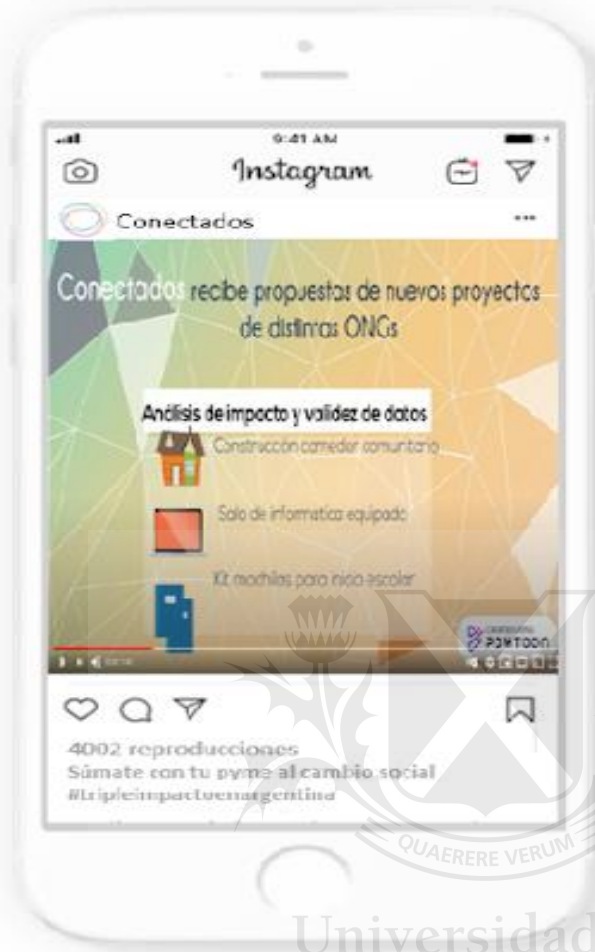 9:41 AM
Instagram
Conectados
Conectados recibe propuestas de nuevos proyectos
de distintas ONGs
Análisis de impacto y validez de datos
Construcción comedor comunitario
Sala de informatica equipado
Kit mochilas para inicio escolar
POWTOON
4002 reproducciones
Súmate con tu pyme al cambio social
#tripleimpactoenargentina
QUAERERE VERUM
Universidad